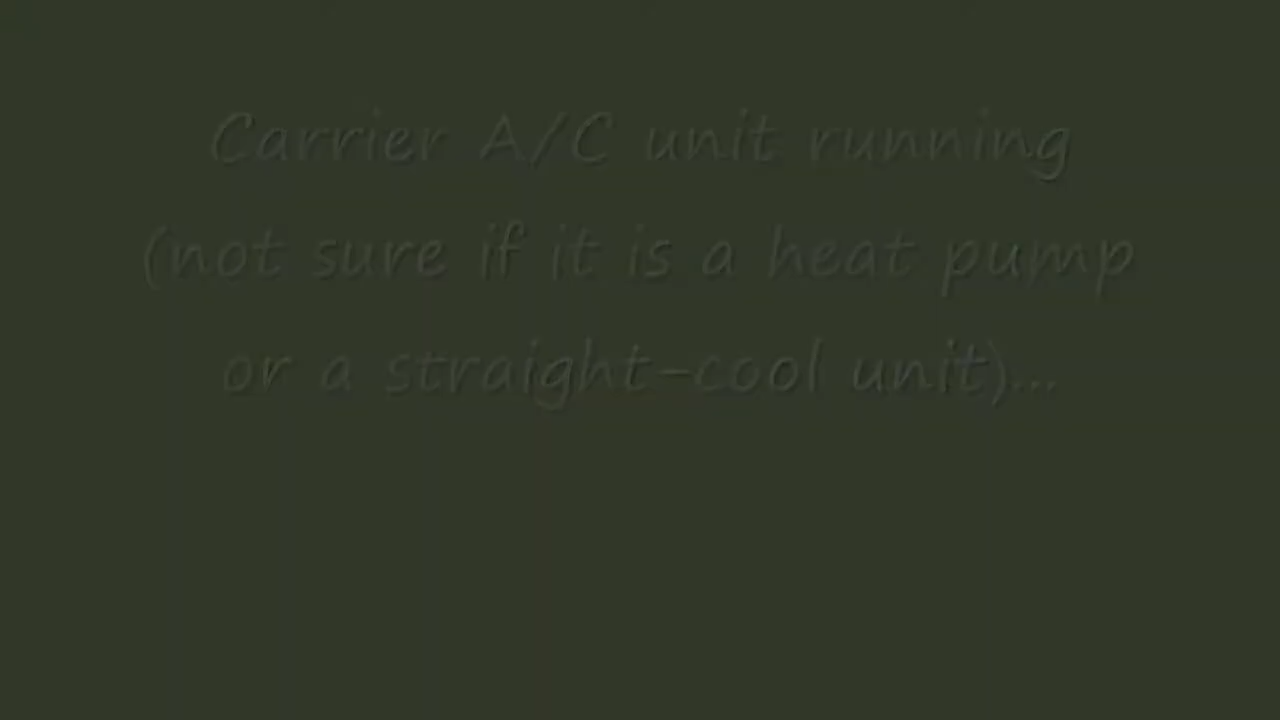 Carrier A/C unit running
(not sure if it is a heat pump
or a straight-cool unit)...